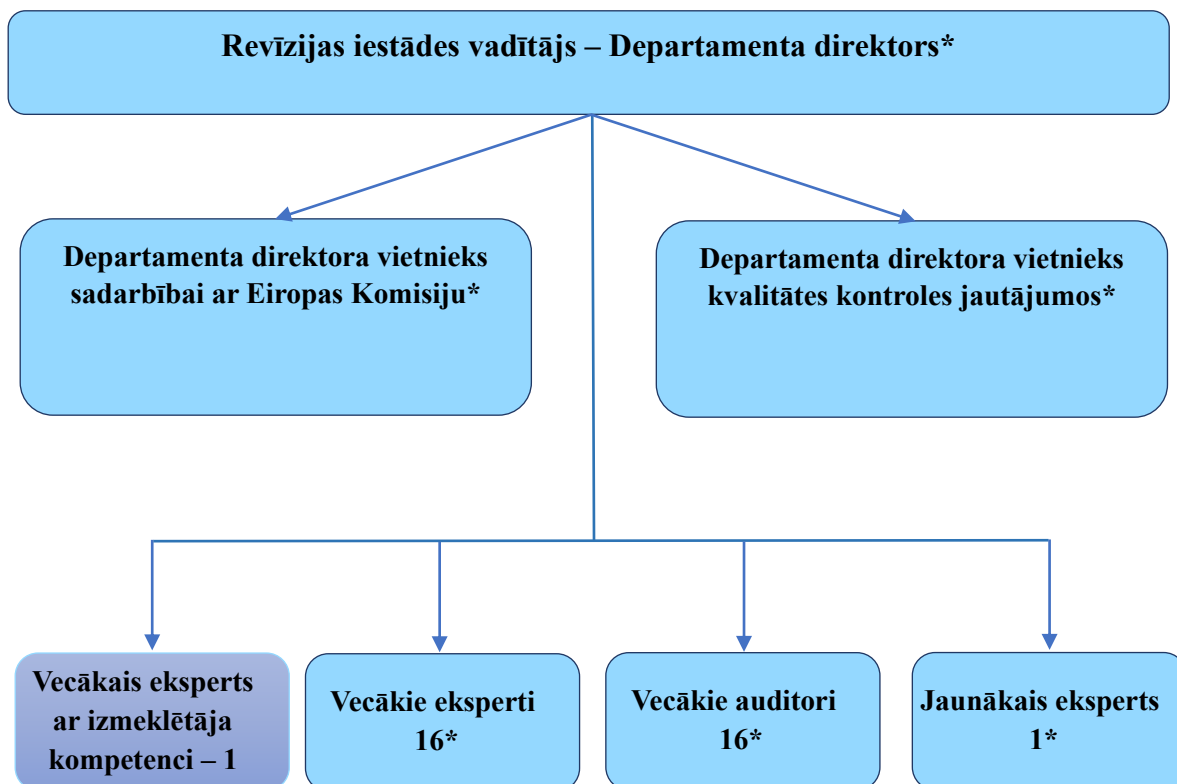 Revīzijas iestādes vadītājs – Departamenta direktors*
Departamenta direktora vietnieks
sadarbībai ar Eiropas Komisiju*
Departamenta direktora vietnieks
kvalitātes kontroles jautājumos*
Vecākais eksperts
ar izmeklētāja
kompetenci – 1
Vecākie eksperti
16*
Vecākie auditori
16*
Jaunākais eksperts
1*